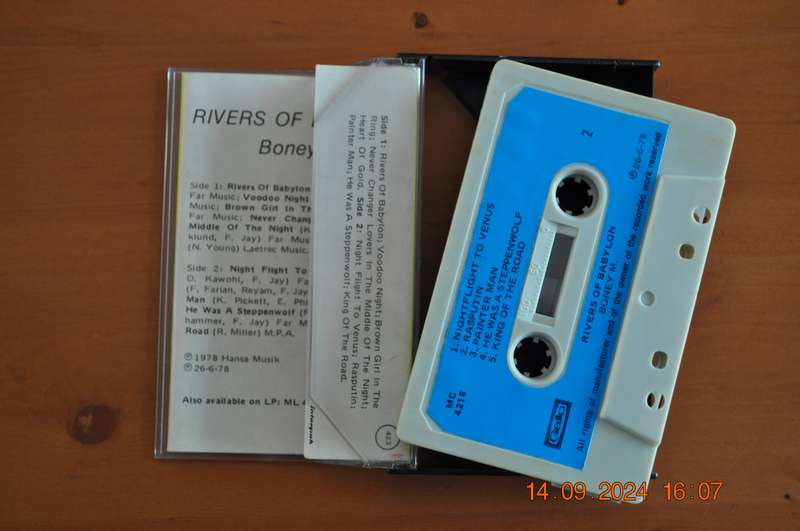 RIVERS OF
Boney
Side 1: Rivers Of Babylon
Far Music; Voodoo Night
Music; Brown Girl In Th
Far Music; Never Chang
Middle Of The Night (K
klund, F. Jay) Far Mus
(N. Young) Laetrec Music.
Side 2: Night Flight To
D. Kawohl, F. Jay) Fa
(F. Farian, Reyam, F. Jay
Man (K. Pickett, E. Phi
He Was A Steppenwolf (F
hammer, F. Jay) Far M
Road (R. Miller) M.P.A.
℗ 1978 Hansa Musik
℗ 26-6-78
Also available on LP: ML 4
Side 1: Rivers Of Babylon; Voodoo Night; Brown Girl In The
Ring; Never Changer Lovers In The Middle Of The Night;
Heart Of Gold. Side 2: Night Flight To Venus; Rasputin;
Painter Man; He Was A Steppenwolf; King Of The Road.
interpak
423
2
℗ 26-6-78
1. NIGHTFLIGHT TO VENUS
2. RASPUTIN
3. PAINTER MAN
4. HE WAS A STEPPENWOLF
5. KING OF THE ROAD
100 50 0
RIVERS OF BABYLON
BONEY M.
MC
4216
Gallo
All rights of manufacturer and of the owner of the recorded work reserved
14.09.2024 16:07